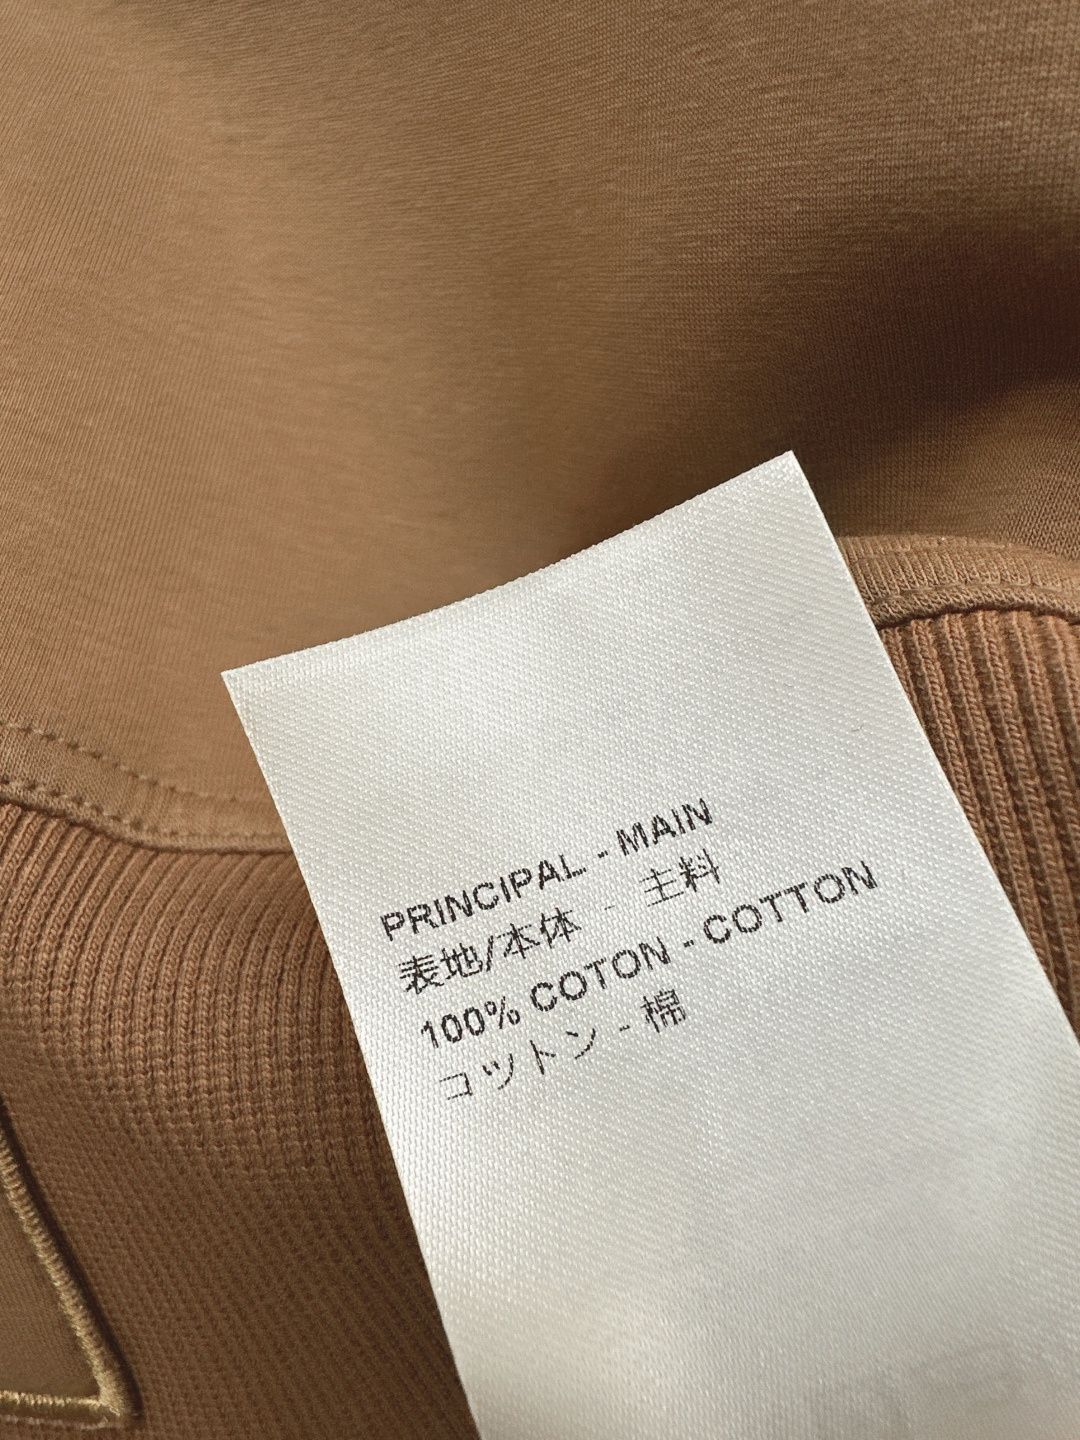 PRINCIPAL - MAIN
表地/本体 - 主料
100% COTON - COTTON
コットン - 棉